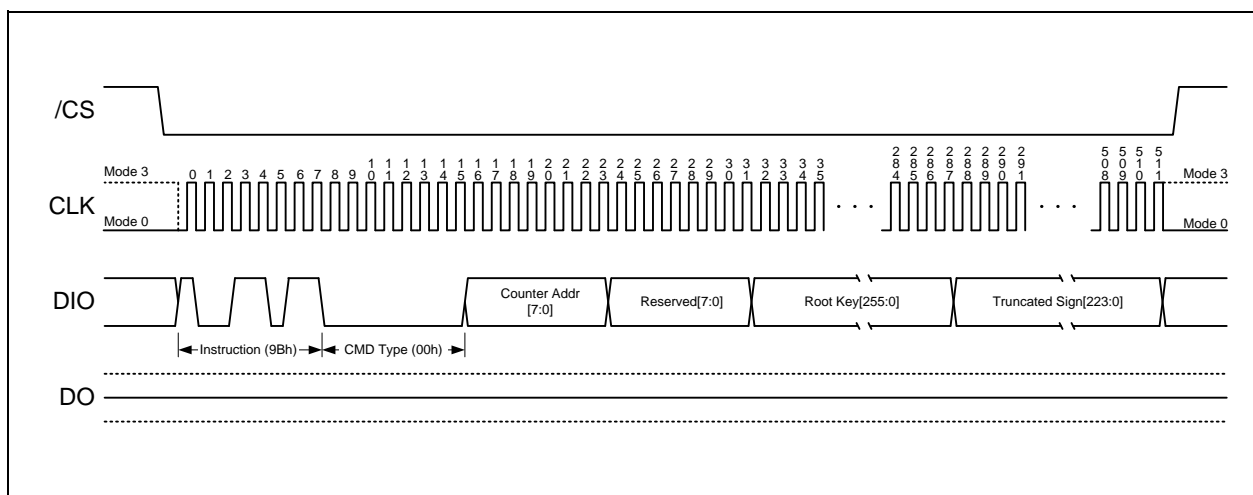 /CS
Mode 3
0 1 2 3 4 5 6 7 8 9 10 11 12 13 14 15 16 17 18 19 20 21 22 23 24 25 26 27 28 29 30 31 32 33 34 35 284 285 286 287 288 289 290 291 508 509 510 511
Mode 3
CLK
Mode 0
. . .
. . .
Mode 0
DIO
Counter Addr
[7:0]
Reserved[7:0]
Root Key[255:0]
Truncated Sign[223:0]
Instruction (9Bh)
CMD Type (00h)
DO